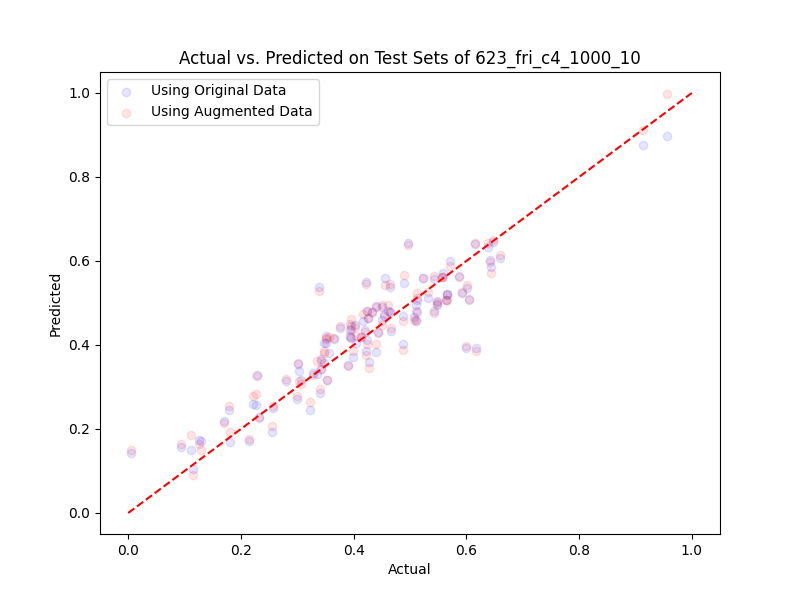 Actual vs. Predicted on Test Sets of 623_fri_c4_1000_10
Using Original Data
Using Augmented Data
1.0
0.8
0.6
0.4
0.2
0.0
Predicted
0.0 0.2 0.4 0.6 0.8 1.0
Actual